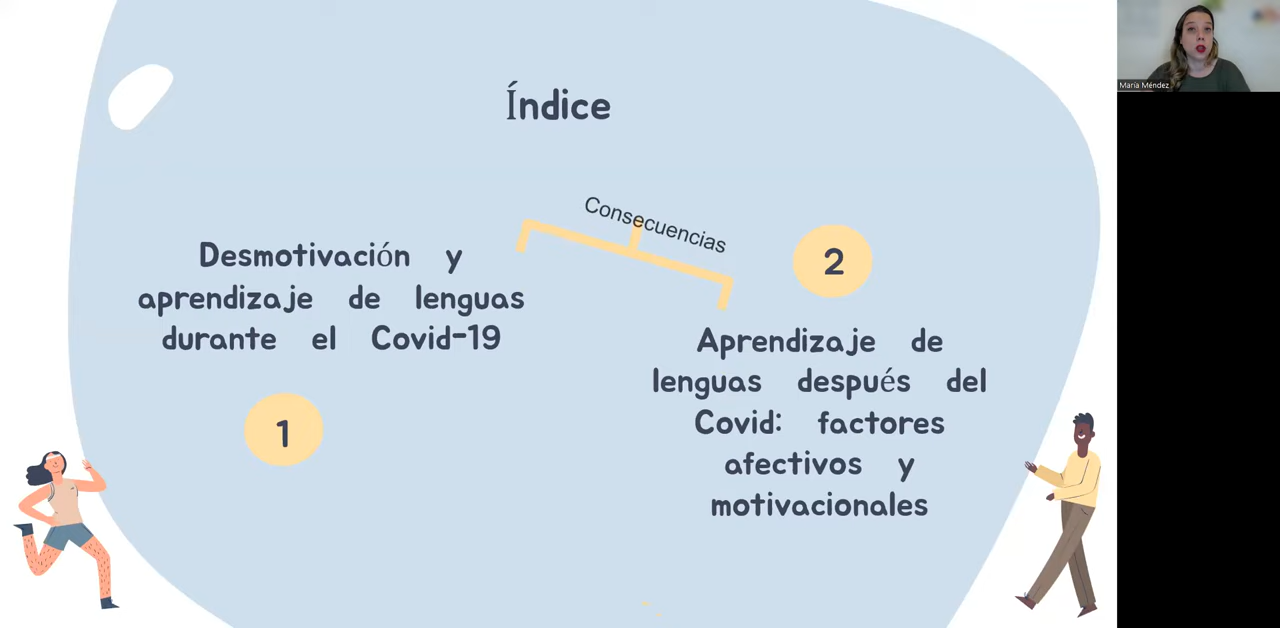 Índice
Consecuencias
Desmotivación y
aprendizaje de lenguas
durante el Covid-19
1
2
Aprendizaje de
lenguas después del
Covid: factores
afectivos y
motivacionales
María Méndez